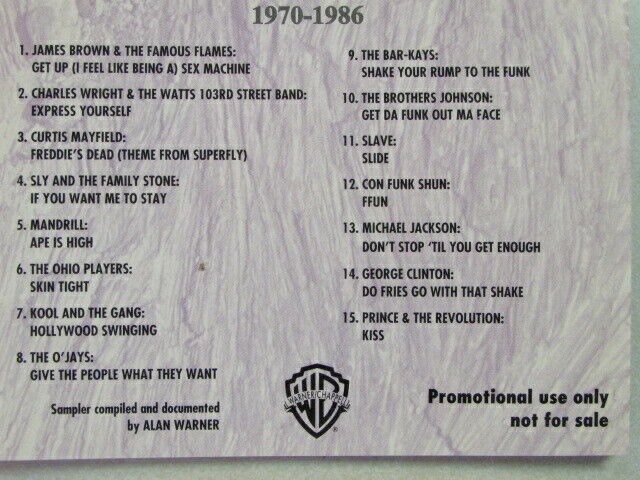 1970-1986
1. JAMES BROWN & THE FAMOUS FLAMES:
GET UP (I FEEL LIKE BEING A) SEX MACHINE
2. CHARLES WRIGHT & THE WATTS 103RD STREET BAND:
EXPRESS YOURSELF
3. CURTIS MAYFIELD:
FREDDIE'S DEAD (THEME FROM SUPERFLY)
4. SLY AND THE FAMILY STONE:
IF YOU WANT ME TO STAY
5. MANDRILL:
APE IS HIGH
6. THE OHIO PLAYERS:
SKIN TIGHT
7. KOOL AND THE GANG:
HOLLYWOOD SWINGING
8. THE O'JAYS:
GIVE THE PEOPLE WHAT THEY WANT
9. THE BAR-KAYS:
SHAKE YOUR RUMP TO THE FUNK
10. THE BROTHERS JOHNSON:
GET DA FUNK OUT MA FACE
11. SLAVE:
SLIDE
12. CON FUNK SHUN:
FFUN
13. MICHAEL JACKSON:
DON'T STOP 'TIL YOU GET ENOUGH
14. GEORGE CLINTON:
DO FRIES GO WITH THAT SHAKE
15. PRINCE & THE REVOLUTION:
KISS
Sampler compiled and documented
by ALAN WARNER
WARNER/CHAPPELL
®
Promotional use only
not for sale